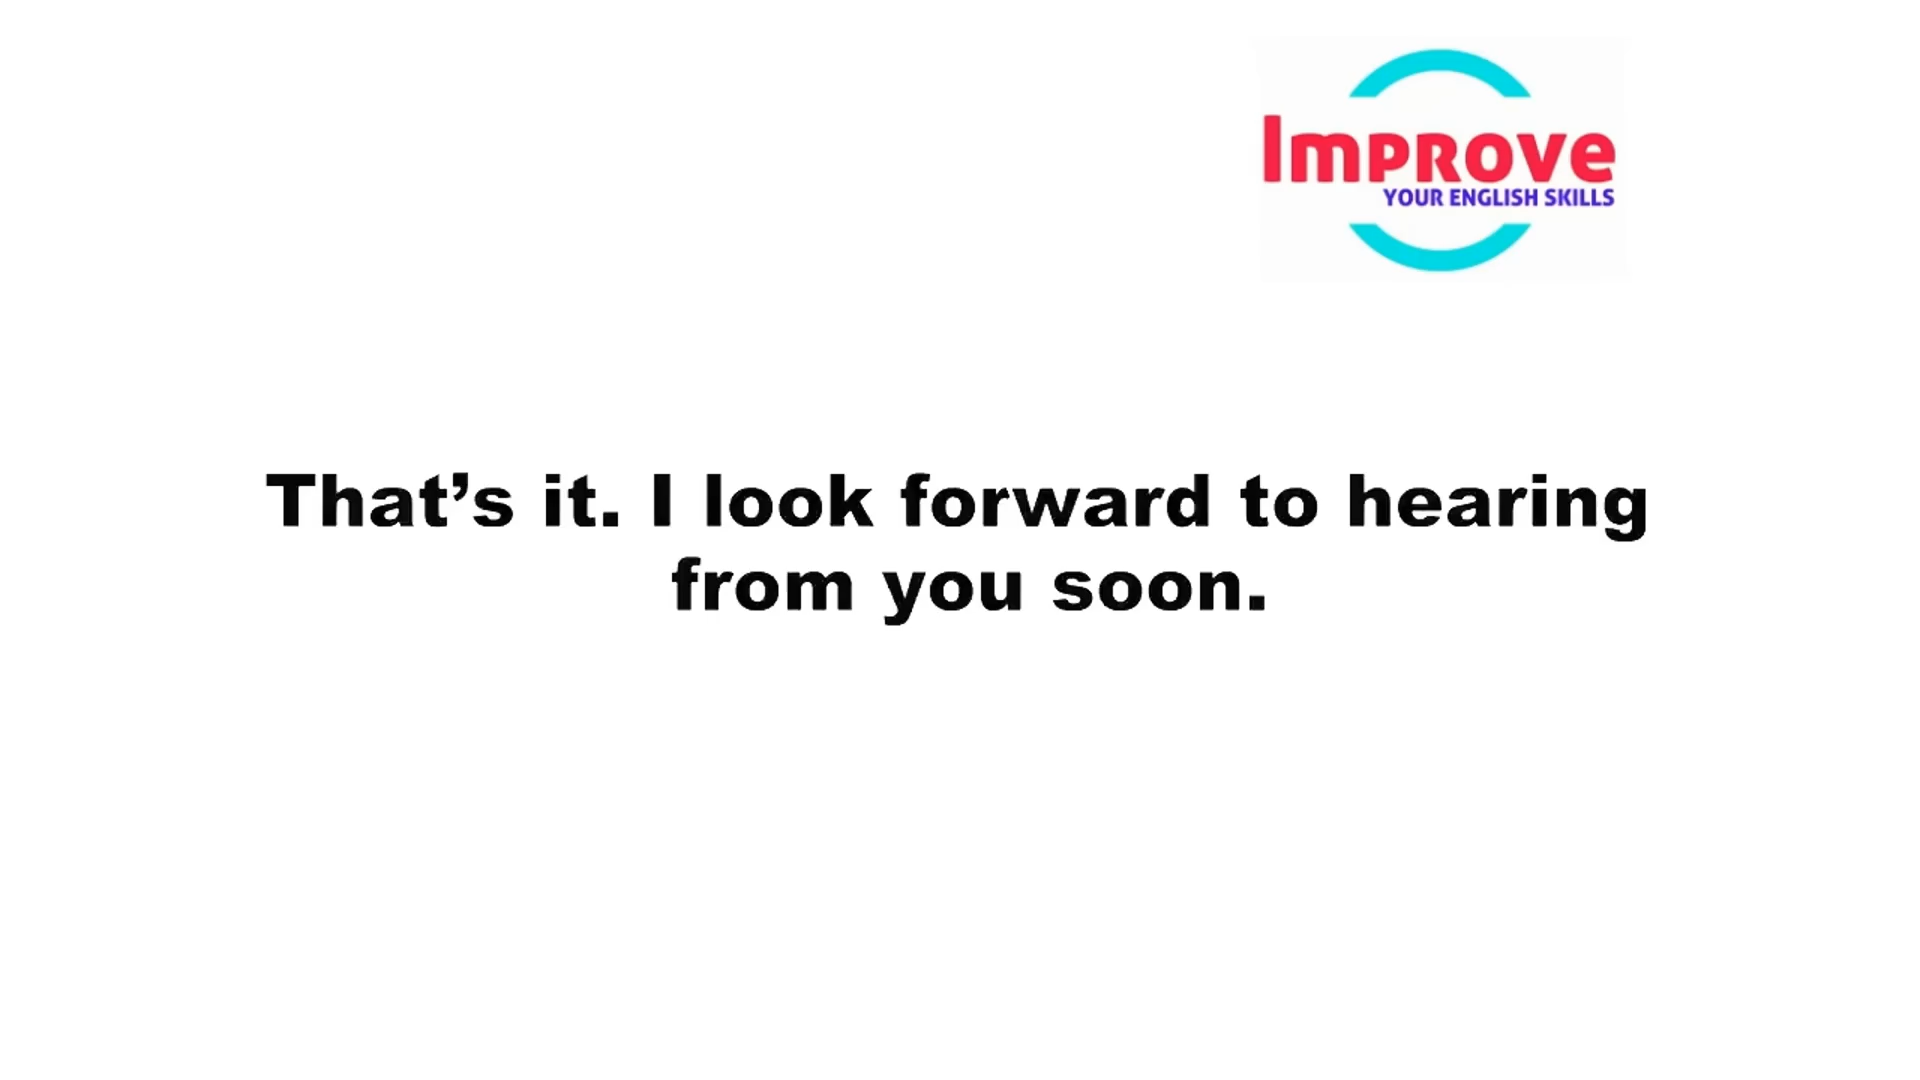 Improve
YOUR ENGLISH SKILLS
That’s it. I look forward to hearing
from you soon.